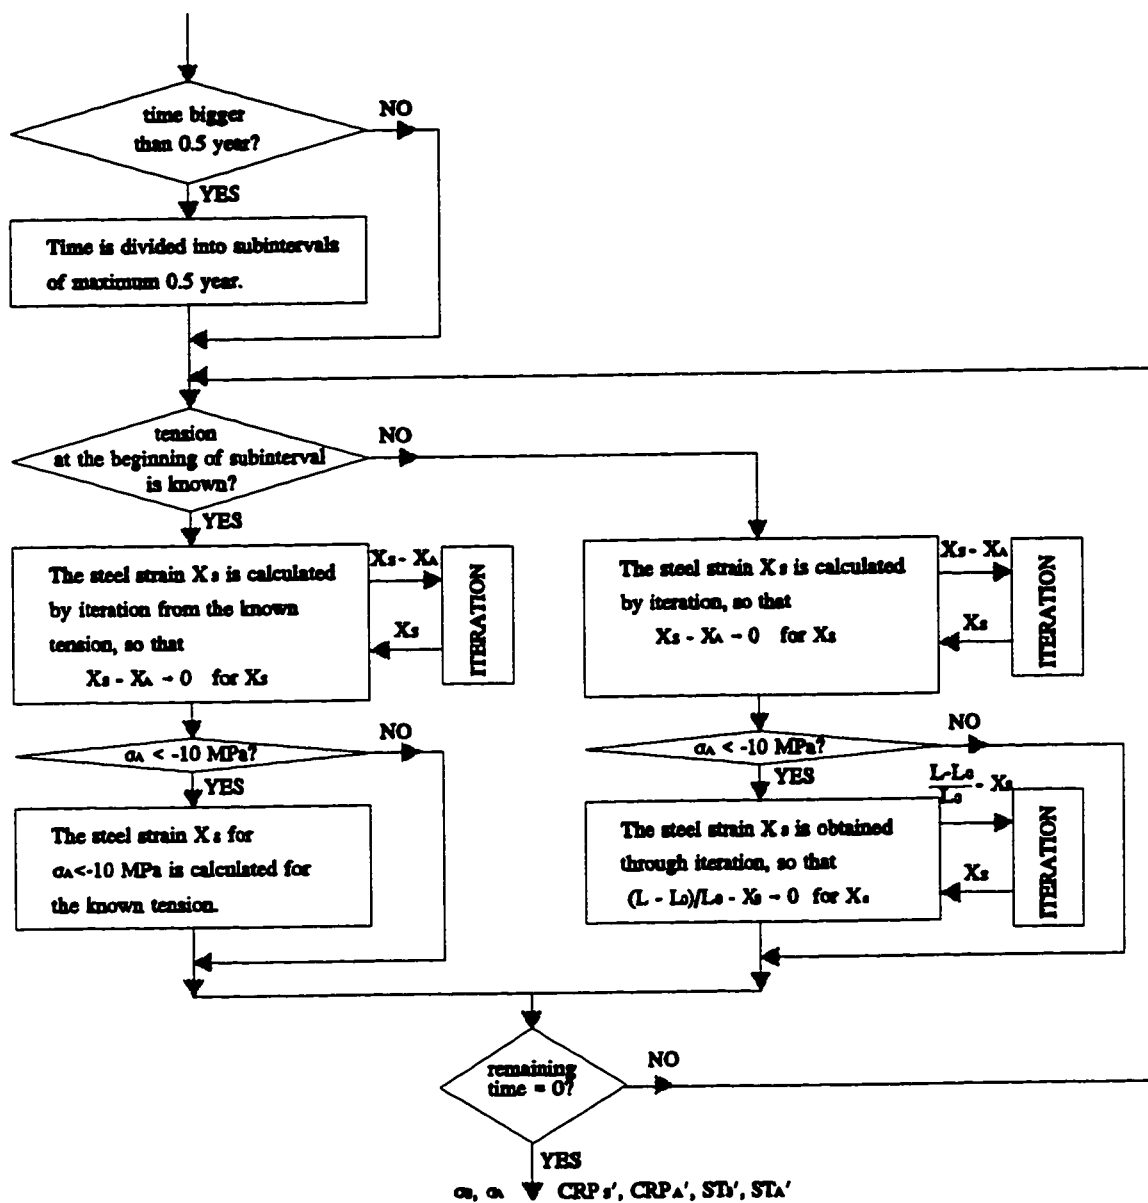 time bigger
than 0.5 year?
NO
YES
Time is divided into subintervals
of maximum 0.5 year.
tension
at the beginning of subinterval
is known?
NO
YES
The steel strain Xs is calculated
by iteration from the known
tension, so that
Xs - XA → 0 for Xs
Xs - XA
Xs
ITERATION
The steel strain Xs is calculated
by iteration, so that
Xs - XA → 0 for Xs
Xs - XA
Xs
ITERATION
σA < -10 MPa?
NO
YES
The steel strain Xs for
σA<-10 MPa is calculated for
the known tension.
σA < -10 MPa?
NO
YES
The steel strain Xs is obtained
through iteration, so that
(L - L0)/L0 - Xs → 0 for Xs
L-L0
L0 - Xs
Xs
ITERATION
remaining
time = 0?
NO
YES
σs, σA CRPs', CRPA', STs', STA'